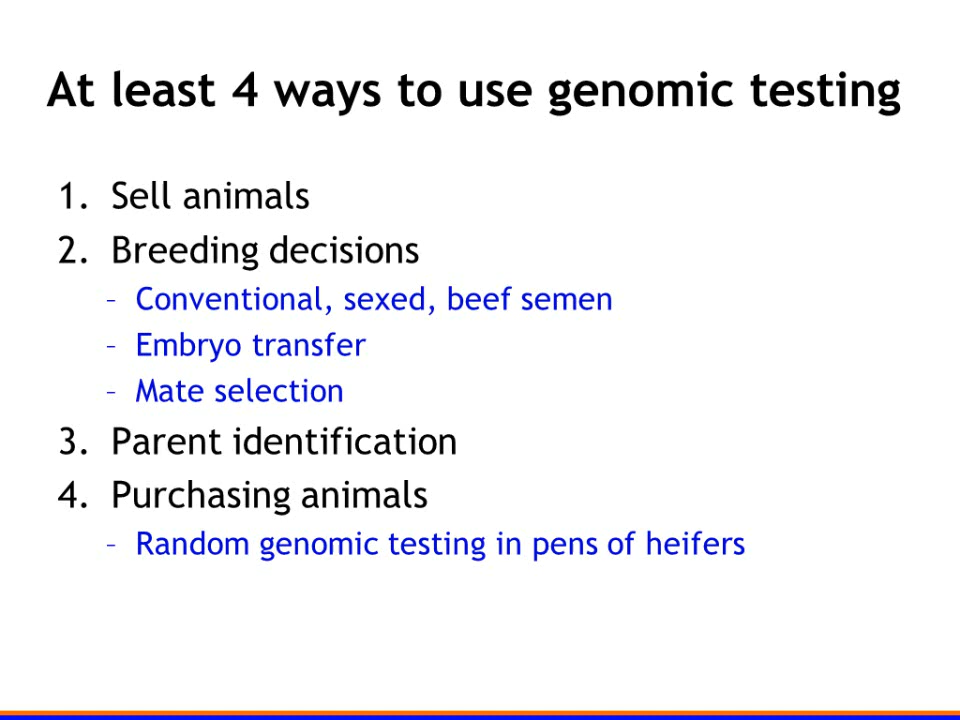 At least 4 ways to use genomic testing
1. Sell animals
2. Breeding decisions
– Conventional, sexed, beef semen
– Embryo transfer
– Mate selection
3. Parent identification
4. Purchasing animals
– Random genomic testing in pens of heifers